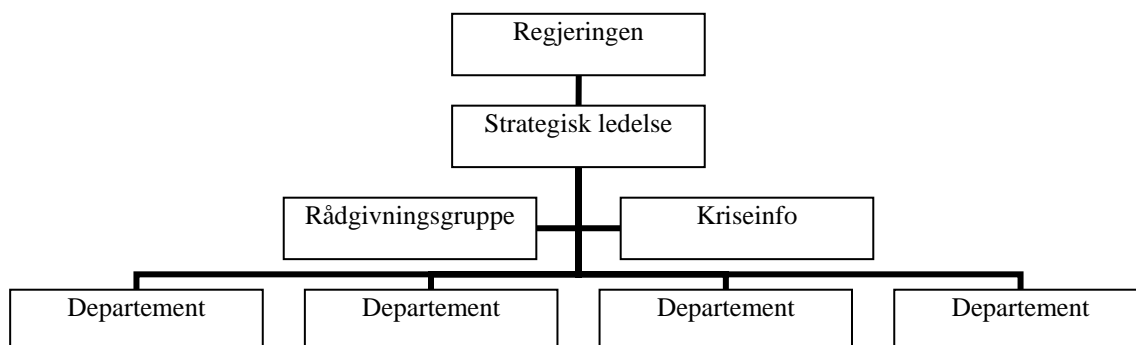 Regjeringen
Strategisk ledelse
Rådgivningsgruppe
Kriseinfo
Departement
Departement
Departement
Departement